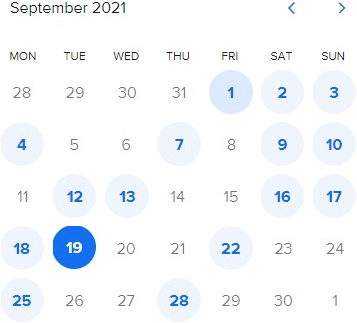 September 2021 < >
MON TUE WED THU FRI SAT SUN
28 29 30 31 1 2 3
4 5 6 7 8 9 10
11 12 13 14 15 16 17
18 19 20 21 22 23 24
25 26 27 28 29 30 1